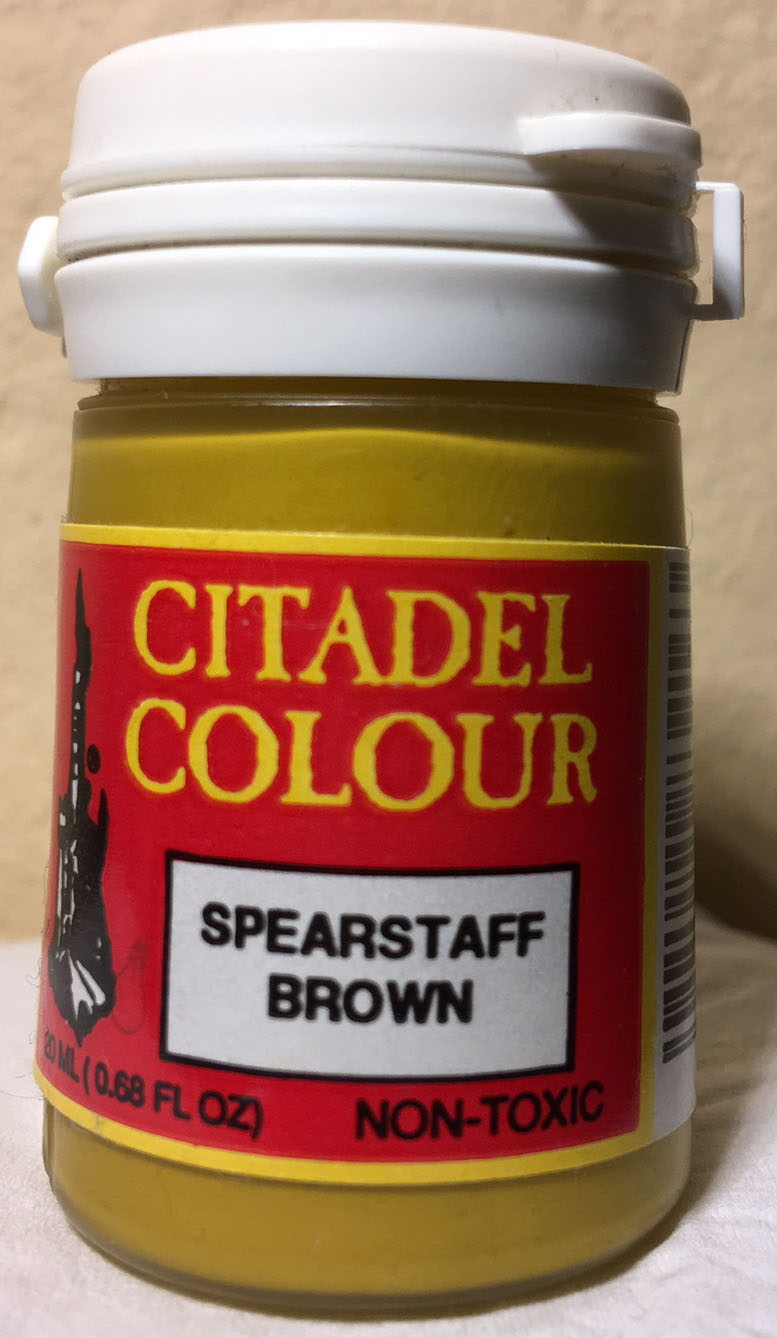 CITADEL
COLOUR
SPEARSTAFF
BROWN
20 ML (0.68 FL OZ)
NON-TOXIC